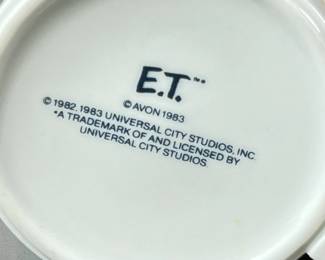 E.T.™
© AVON 1983
© 1982, 1983 UNIVERSAL CITY STUDIOS, INC.
*A TRADEMARK OF AND LICENSED BY
UNIVERSAL CITY STUDIOS.